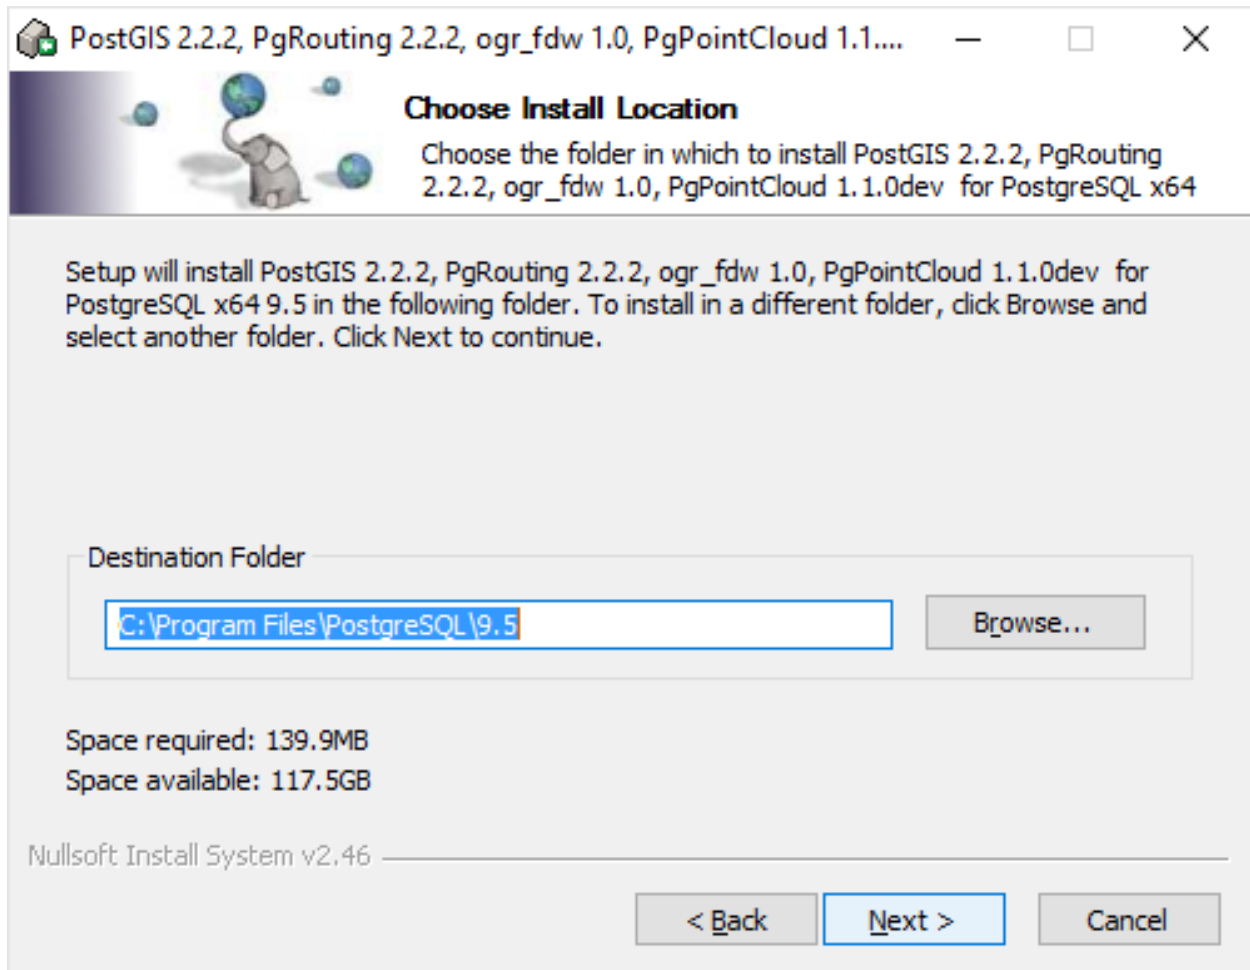 PostGIS 2.2.2, PgRouting 2.2.2, ogr_fdw 1.0, PgPointCloud 1.1....
Choose Install Location
Choose the folder in which to install PostGIS 2.2.2, PgRouting
2.2.2, ogr_fdw 1.0, PgPointCloud 1.1.0dev  for PostgreSQL x64
Setup will install PostGIS 2.2.2, PgRouting 2.2.2, ogr_fdw 1.0, PgPointCloud 1.1.0dev  for
PostgreSQL x64 9.5 in the following folder. To install in a different folder, click Browse and
select another folder. Click Next to continue.
Destination Folder
C:\Program Files\PostgreSQL\9.5
Browse...
Space required: 139.9MB
Space available: 117.5GB
Nullsoft Install System v2.46
< Back
Next >
Cancel